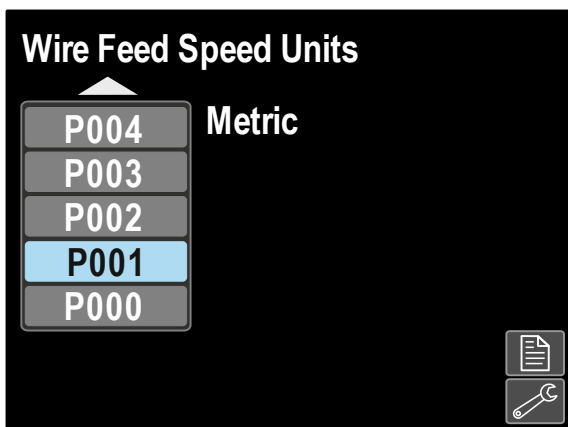 Wire Feed Speed Units
P004
Metric
P003
P002
P001
P000